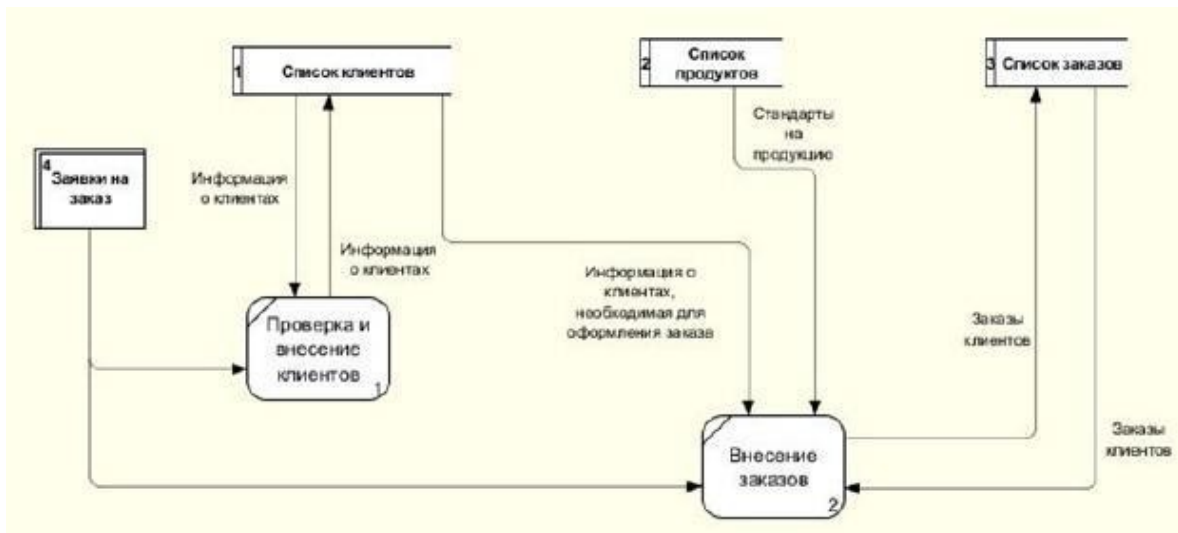 1
Список клиентов
2
Список
продуктов
3
Список заказов
Стандарты
на
продукцию
4
Заявки на
заказ
Информация
о клиентах
Информация
о клиентах
Информация о
клиентах,
необходимая для
оформления заказа
Проверка и
внесение
клиентов
1
Заказы
клиентов
Заказы
клиентов
Внесение
заказов
2